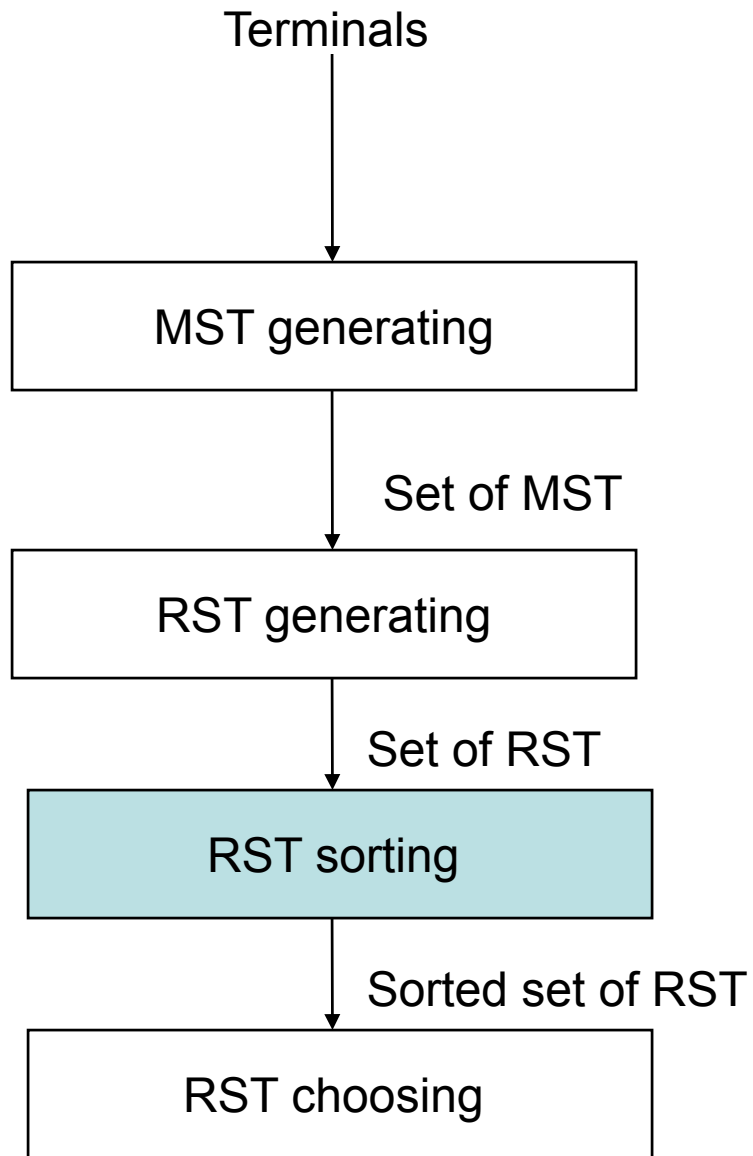 Terminals
MST generating
Set of MST
RST generating
Set of RST
RST sorting
Sorted set of RST
RST choosing